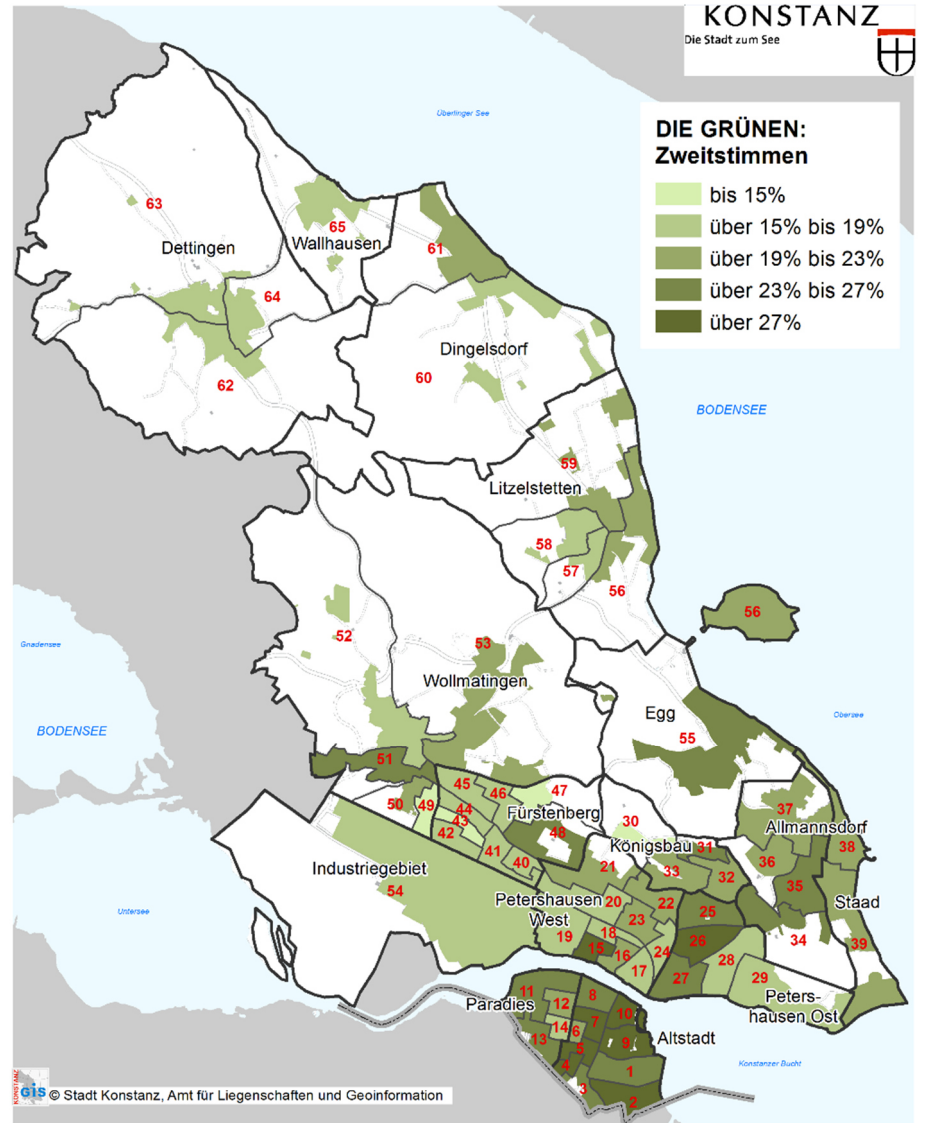 KONSTANZ
Die Stadt zum See
Überlinger See
DIE GRÜNEN:
Zweitstimmen
bis 15%
über 15% bis 19%
über 19% bis 23%
über 23% bis 27%
über 27%
63
65
Dettingen
Wallhausen
61
64
Dingelsdorf
62
60
BODENSEE
59
Litzelstetten
58
57
56
56
52
53
Gnadensee
Wollmatingen
Egg
Obersee
BODENSEE
55
51
45
46
47
37
50
49
44
Fürstenberg
30
Allmannsdorf
43
42
48
Königsbau
31
38
41
40
21
33
36
Industriegebiet
32
35
54
Petershausen
West
20
22
25
Staad
Untersee
23
18
19
15
16
24
26
34
39
17
28
27
29
Peters-
hausen Ost
11
8
Paradies
12
10
7
14
6
13
9
Altstadt
5
4
1
Konstanzer Bucht
3
2
KONSTANZ
GIS
© Stadt Konstanz, Amt für Liegenschaften und Geoinformation